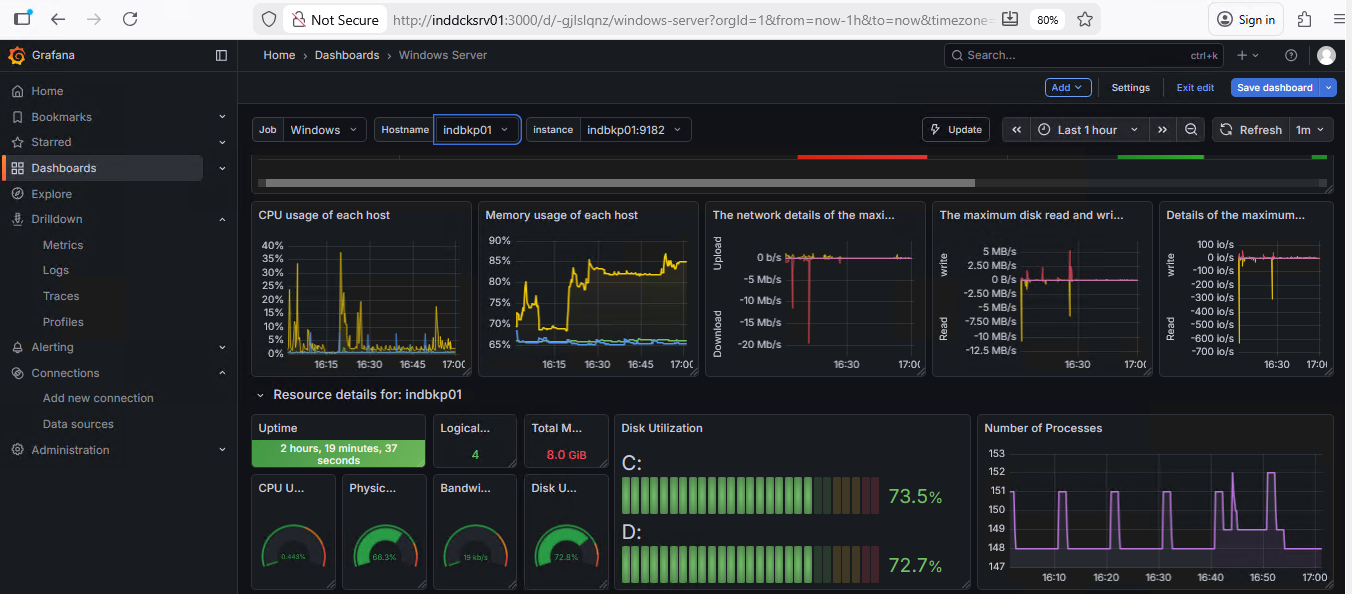 Not Secure
http://inddcksrv01:3000/d/-gjlslqnz/windows-server?orgId=1&from=now-1h&to=now&timezone=
80%
Sign in
Grafana
Home › Dashboards › Windows Server
Search...
ctrl+k
Home
Bookmarks
Starred
Dashboards
Explore
Drilldown
Metrics
Logs
Traces
Profiles
Alerting
Connections
Add new connection
Data sources
Administration
Add
Settings
Exit edit
Save dashboard
Job
Windows
Hostname
indbkp01
instance
indbkp01:9182
Update
Last 1 hour
Refresh
1m
CPU usage of each host
40%
35%
30%
25%
20%
15%
10%
5%
0%
16:15 16:30 16:45 17:00
Memory usage of each host
90%
85%
80%
75%
70%
65%
16:15 16:30 16:45 17:00
The network details of the maxi...
Upload
Download
0 b/s
-5 Mb/s
-10 Mb/s
-15 Mb/s
-20 Mb/s
16:30 17:00
The maximum disk read and wri...
write
Read
5 MB/s
2.50 MB/s
0 B/s
-2.50 MB/s
-5 MB/s
-7.50 MB/s
-10 MB/s
-12.5 MB/s
16:30 17:00
Details of the maximum...
write
Read
100 io/s
0 io/s
-100 io/s
-200 io/s
-300 io/s
-400 io/s
-500 io/s
-600 io/s
-700 io/s
16:30 17:00
Resource details for: indbkp01
Uptime
2 hours, 19 minutes, 37
seconds
Logical...
4
Total M...
8.0 GiB
CPU U...
0.443%
Physic...
66.3%
Bandwi...
19 kb/s
Disk U...
72.8%
Disk Utilization
C:
73.5%
D:
72.7%
Number of Processes
153
152
151
150
149
148
147
16:10 16:20 16:30 16:40 16:50 17:00